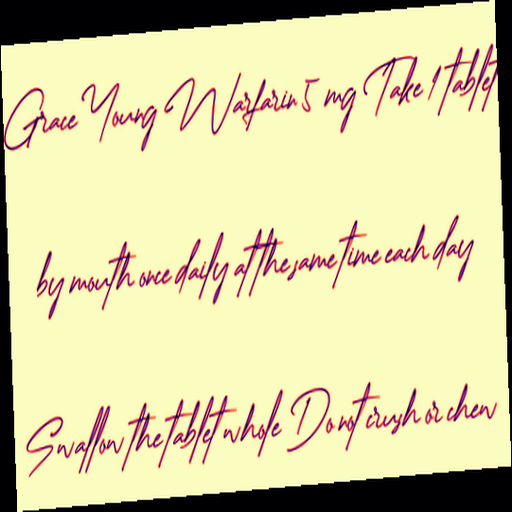 Grace Young Warfarin 5 mg Take 1 tablet
by mouth once daily at the same time each day
Swallow the tablet whole Do not crush or chew